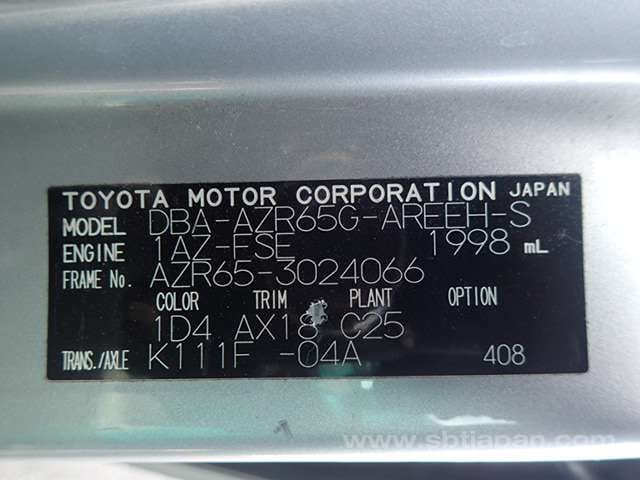 TOYOTA MOTOR CORPORATION JAPAN
MODEL DBA-AZR65G-AREEH-S
ENGINE 1AZ-FSE 1998 mL
FRAME No. AZR65-3024066
COLOR TRIM PLANT OPTION
1D4 AX18 C25
TRANS./AXLE K111F -04A 408
www.sbtjapan.com